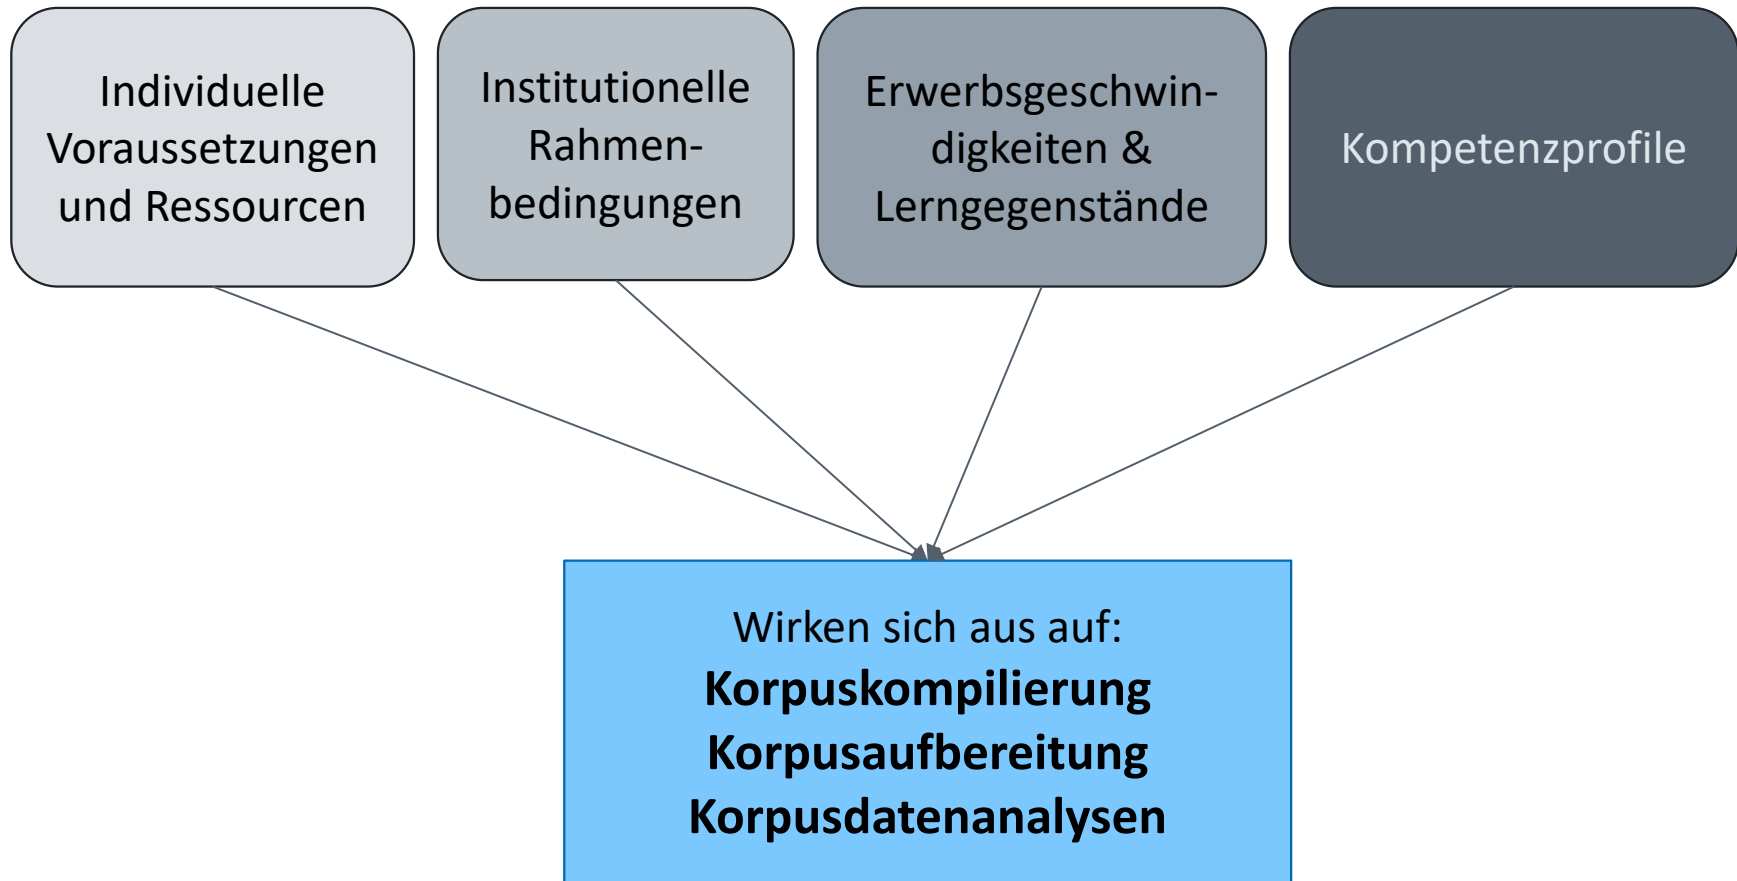 Individuelle
Voraussetzungen
und Ressourcen
Institutionelle
Rahmen-
bedingungen
Erwerbsgeschwin-
digkeiten &
Lerngegenstände
Kompetenzprofile
Wirken sich aus auf:
Korpuskompilierung
Korpusaufbereitung
Korpusdatenanalysen